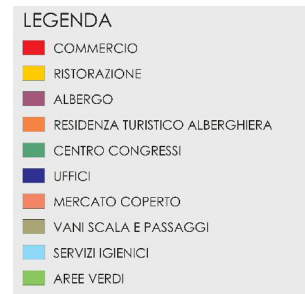 LEGENDA
COMMERCIO
RISTORAZIONE
ALBERGO
RESIDENZA TURISTICO ALBERGHIERA
CENTRO CONGRESSI
UFFICI
MERCATO COPERTO
VANI SCALA E PASSAGGI
SERVIZI IGIENICI
AREE VERDI